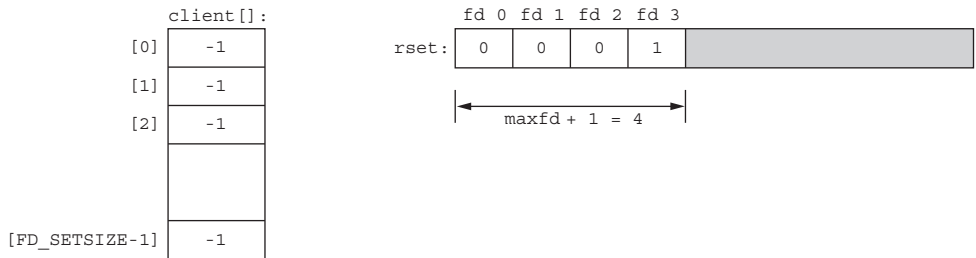 client[]:
[0] -1
[1] -1
[2] -1
[FD_SETSIZE-1] -1
fd 0 fd 1 fd 2 fd 3
rset: 0 0 0 1
maxfd + 1 = 4